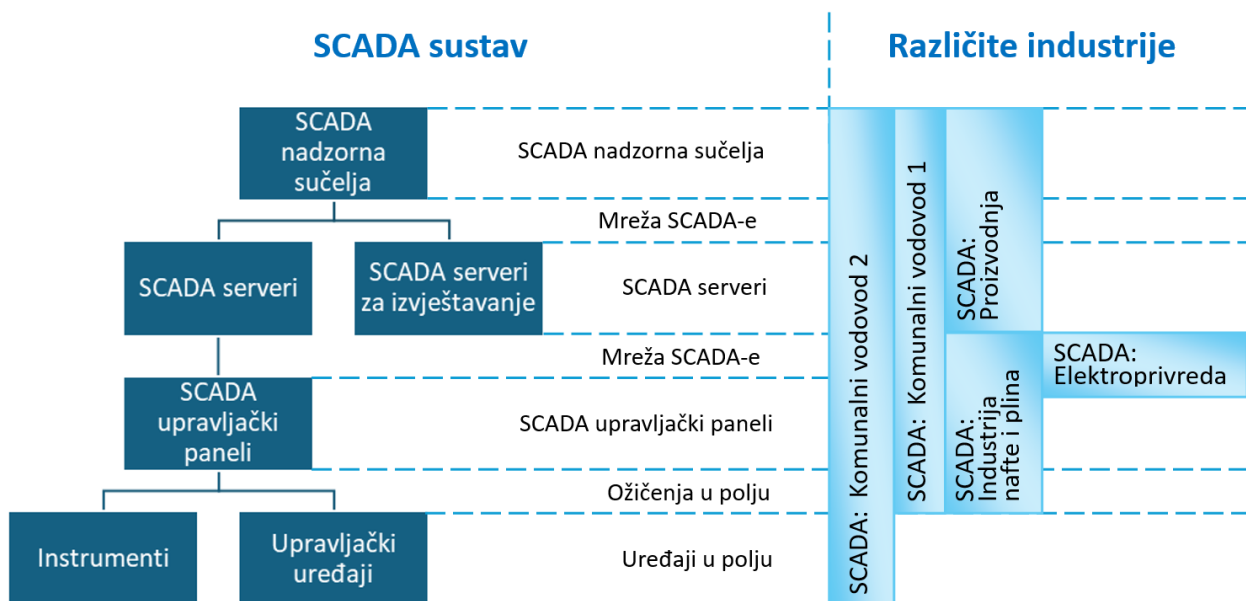 SCADA sustav
Različite industrije
SCADA
nadzorna
sučelja
SCADA nadzorna sučelja
Mreža SCADA-e
SCADA serveri
SCADA serveri
za izvještavanje
SCADA serveri
Mreža SCADA-e
SCADA
upravljački
paneli
SCADA upravljački paneli
Ožičenja u polju
Instrumenti
Upravljački
uređaji
Uređaji u polju
SCADA: Komunalni vodovod 2
SCADA: Komunalni vodovod 1
SCADA:
Proizvodnja
SCADA:
Industrija
nafte i plina
SCADA:
Elektroprivreda